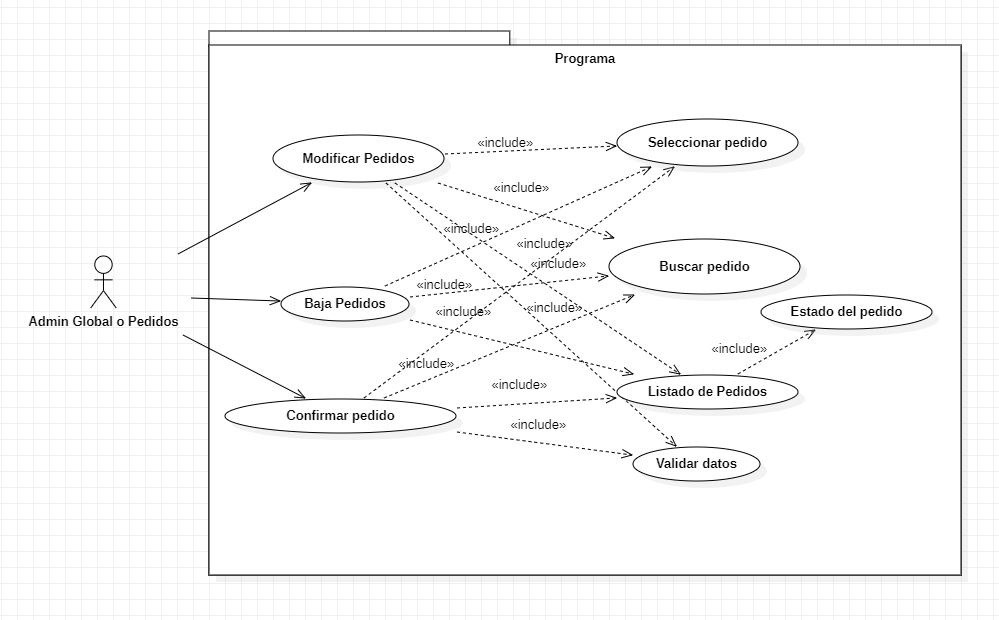 Programa
Modificar Pedidos
«include»
Seleccionar pedido
«include»
«include»
«include»
Buscar pedido
«include»
Baja Pedidos
«include»
«include»
«include»
Estado del pedido
Admin Global o Pedidos
«include»
«include»
Confirmar pedido
«include»
Listado de Pedidos
«include»
Validar datos